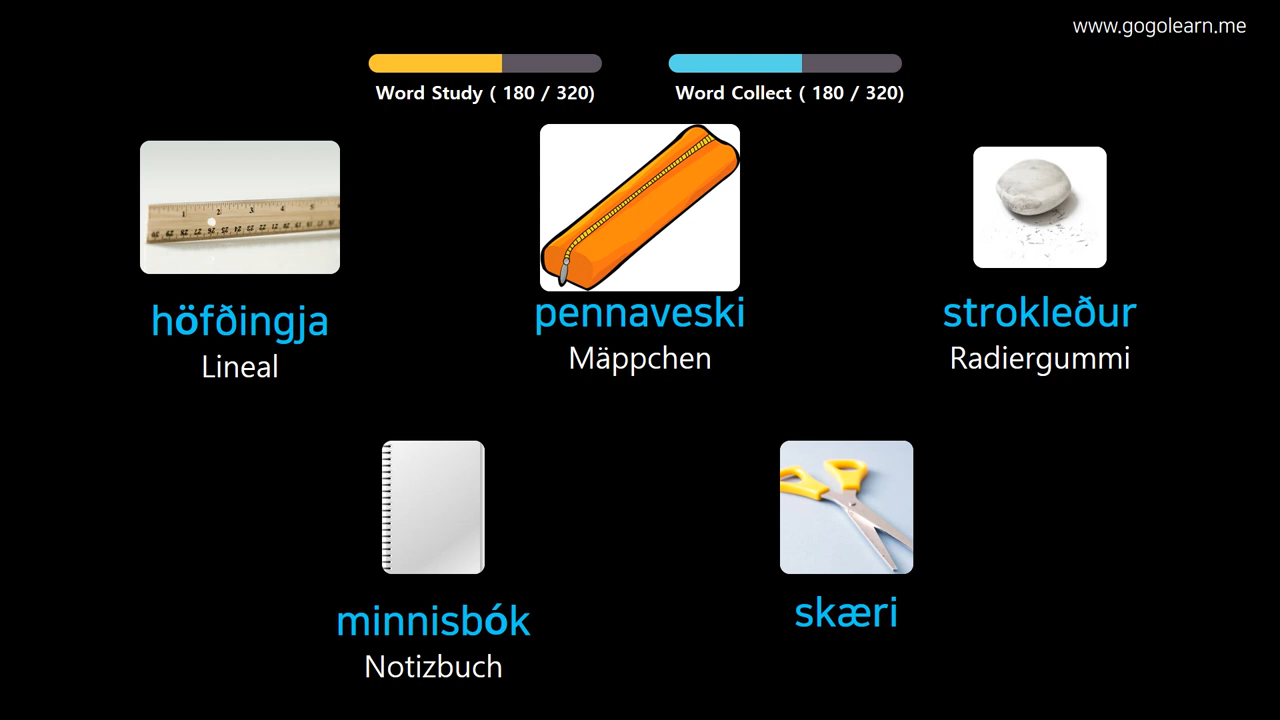 www.gogolearn.me
Word Study ( 180 / 320)
Word Collect ( 180 / 320)
höfðingja
Lineal
pennaveski
Mäppchen
strokleður
Radiergummi
minnisbók
Notizbuch
skæri